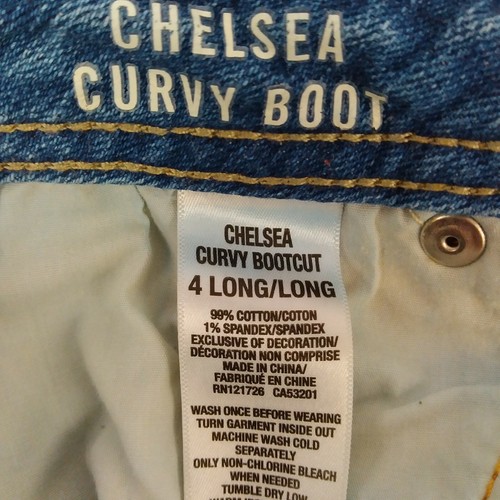 CHELSEA
CURVY BOOT
CHELSEA
CURVY BOOTCUT
4 LONG/LONG
99% COTTON/COTON
1% SPANDEX/SPANDEX
EXCLUSIVE OF DECORATION/
DÉCORATION NON COMPRISE
MADE IN CHINA/
FABRIQUÉ EN CHINE
RN121726 CA53201
WASH ONCE BEFORE WEARING
TURN GARMENT INSIDE OUT
MACHINE WASH COLD
SEPARATELY
ONLY NON-CHLORINE BLEACH
WHEN NEEDED
TUMBLE DRY LOW